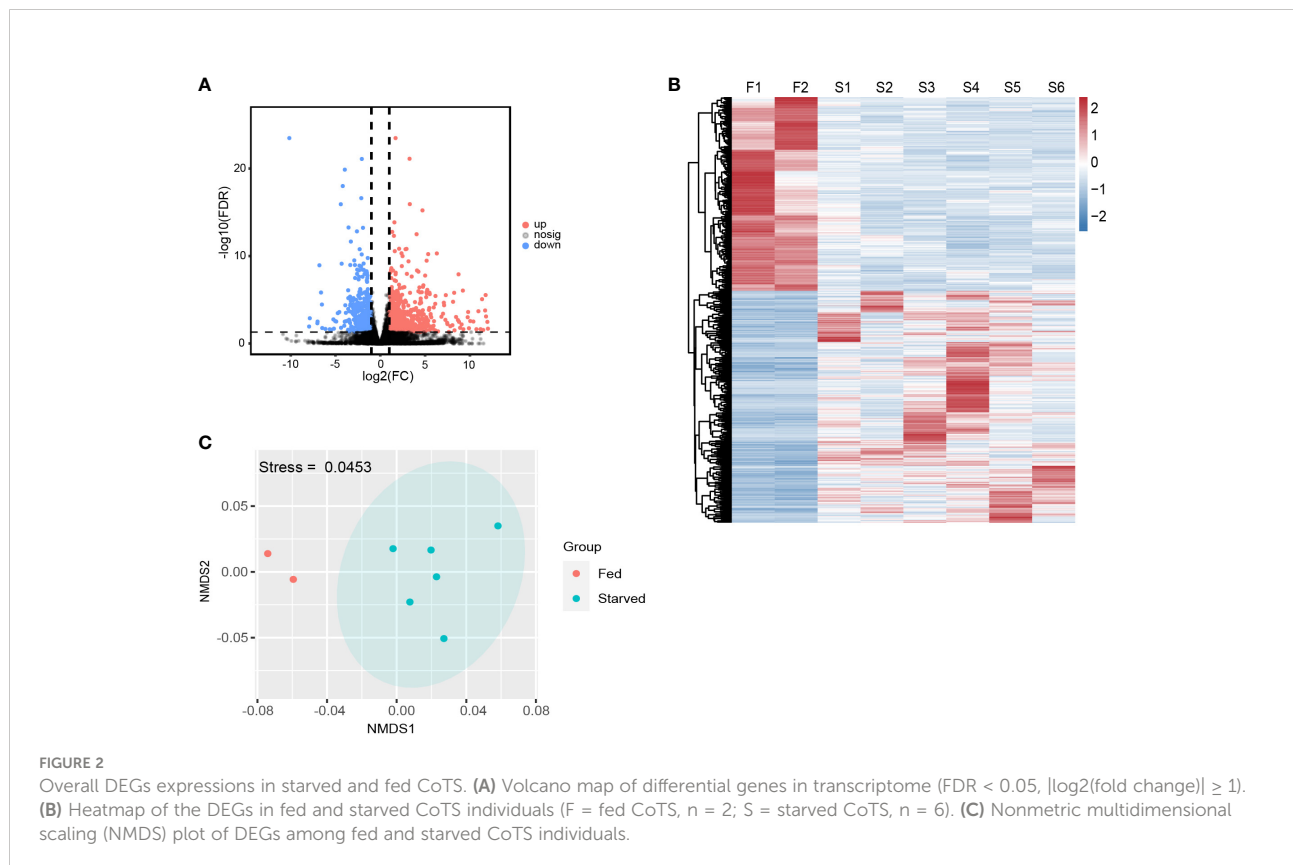 A
-log10(FDR)
20
10
0
-10
-5
0
5
10
log2(FC)
up
nosig
down
B
F1 F2 S1 S2 S3 S4 S5 S6
2
1
0
−1
−2
C
Stress = 0.0453
NMDS2
0.05
0.00
-0.05
-0.08
-0.04
0.00
0.04
0.08
NMDS1
Group
Fed
Starved
FIGURE 2
Overall DEGs expressions in starved and fed CoTS. (A) Volcano map of differential genes in transcriptome (FDR < 0.05, |log2(fold change)| ≥ 1).
(B) Heatmap of the DEGs in fed and starved CoTS individuals (F = fed CoTS, n = 2; S = starved CoTS, n = 6). (C) Nonmetric multidimensional
scaling (NMDS) plot of DEGs among fed and starved CoTS individuals.